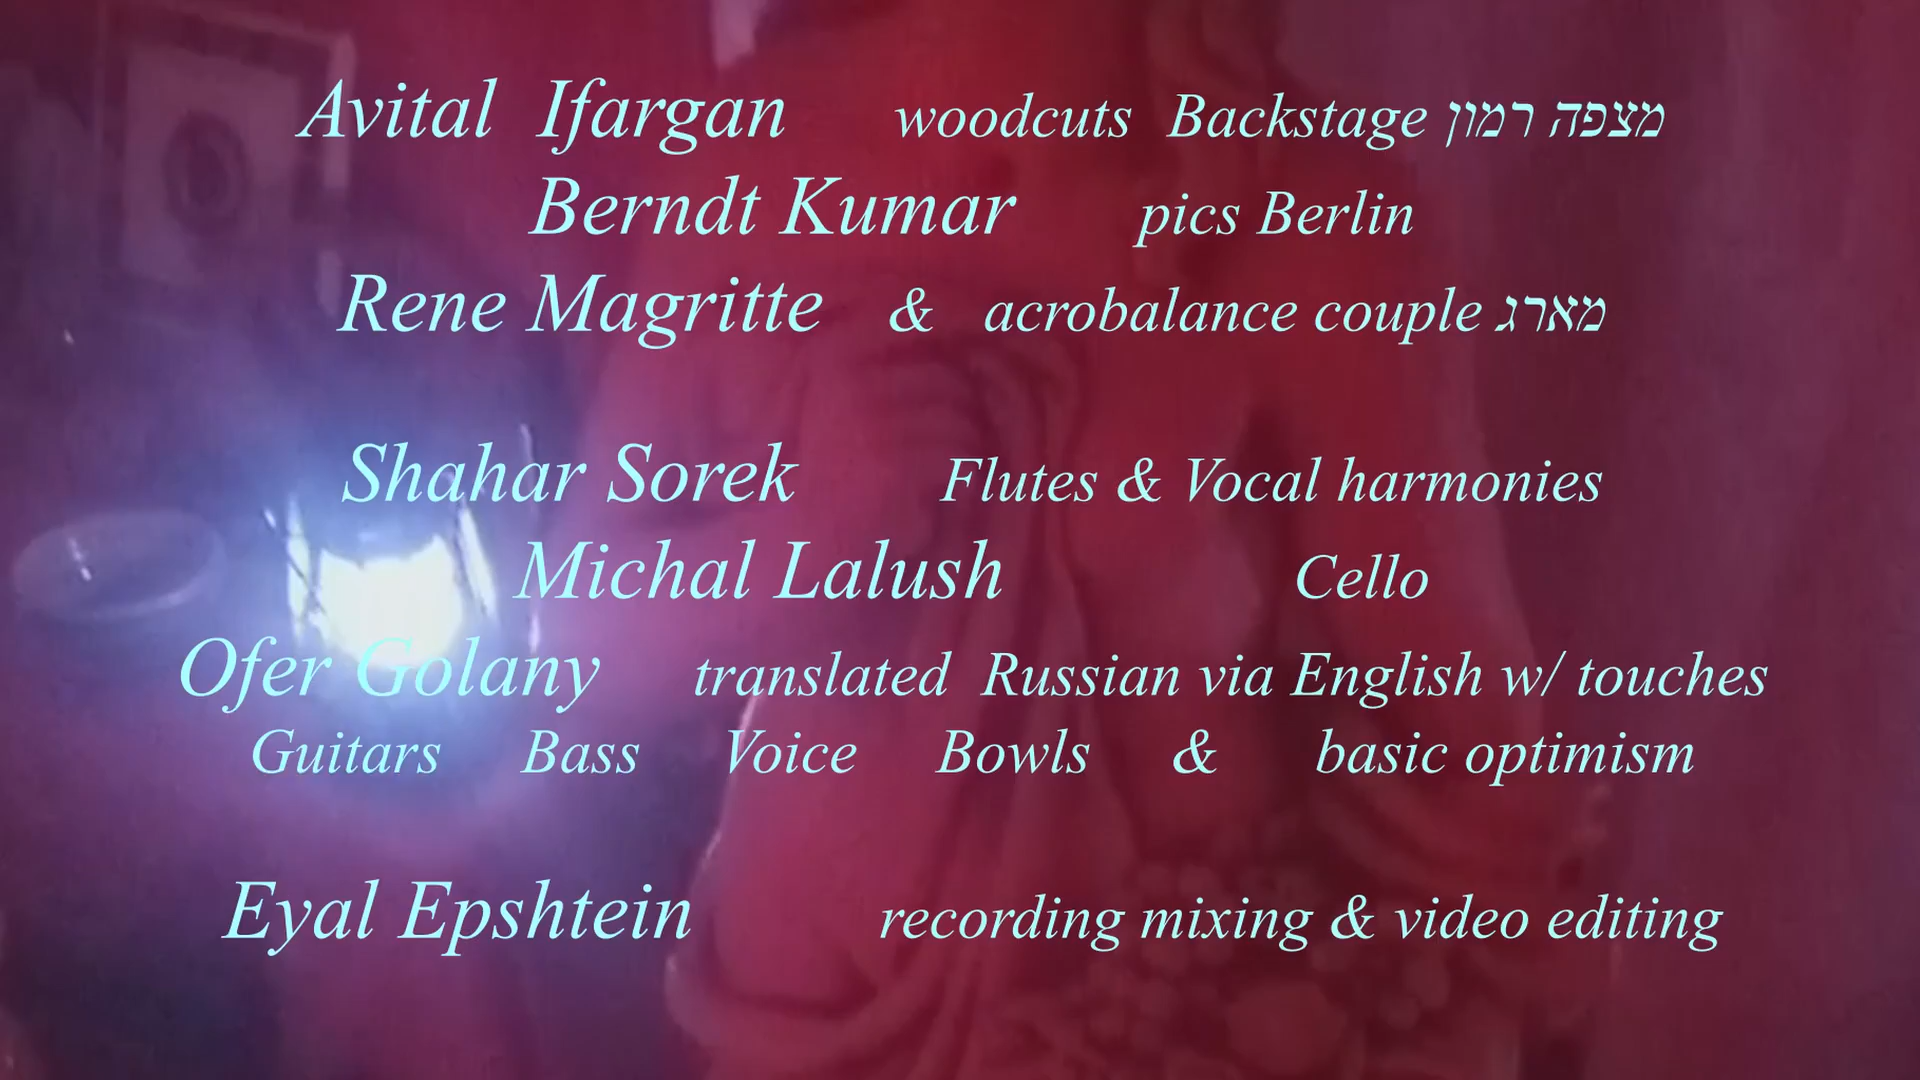 Avital Ifargan woodcuts Backstage מצפה רמון
Berndt Kumar pics Berlin
Rene Magritte & acrobalance couple מארג
Shahar Sorek Flutes & Vocal harmonies
Michal Lalush Cello
Ofer Golany translated Russian via English w/ touches
Guitars Bass Voice Bowls & basic optimism
Eyal Epshtein recording mixing & video editing